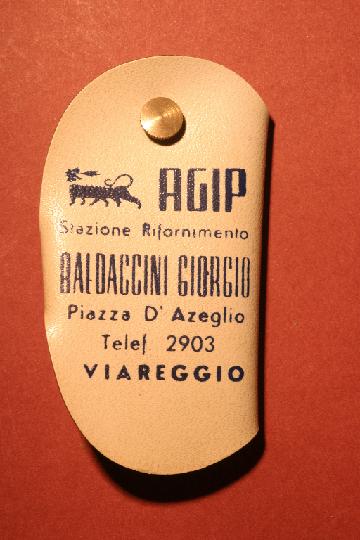 AGIP
Stazione Rifornimento
BALDACCINI GIORGIO
Piazza D' Azeglio
Telef. 2903
VIAREGGIO